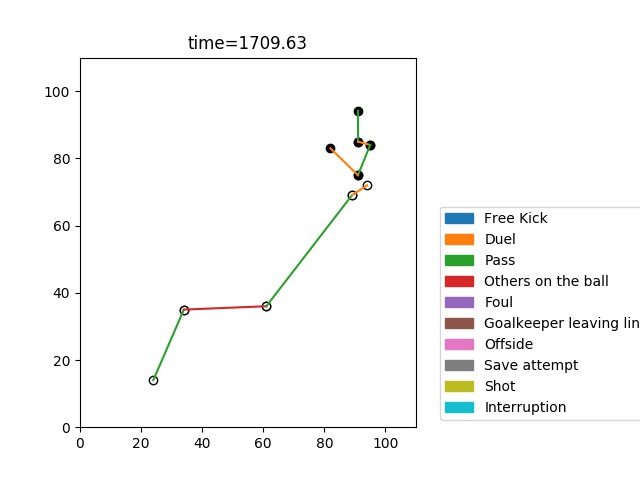 time=1709.63
100
80
60
40
20
0
0 20 40 60 80 100
Free Kick
Duel
Pass
Others on the ball
Foul
Goalkeeper leaving lin
Offside
Save attempt
Shot
Interruption